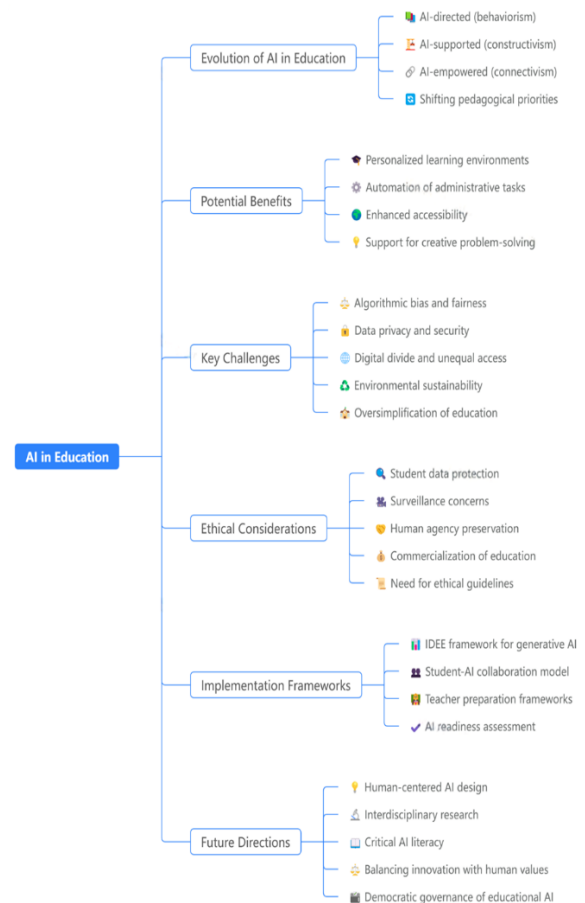 AI in Education
Evolution of AI in Education
AI-directed (behaviorism)
AI-supported (constructivism)
AI-empowered (connectivism)
Shifting pedagogical priorities
Potential Benefits
Personalized learning environments
Automation of administrative tasks
Enhanced accessibility
Support for creative problem-solving
Key Challenges
Algorithmic bias and fairness
Data privacy and security
Digital divide and unequal access
Environmental sustainability
Oversimplification of education
Ethical Considerations
Student data protection
Surveillance concerns
Human agency preservation
Commercialization of education
Need for ethical guidelines
Implementation Frameworks
IDEE framework for generative AI
Student-AI collaboration model
Teacher preparation frameworks
AI readiness assessment
Future Directions
Human-centered AI design
Interdisciplinary research
Critical AI literacy
Balancing innovation with human values
Democratic governance of educational AI